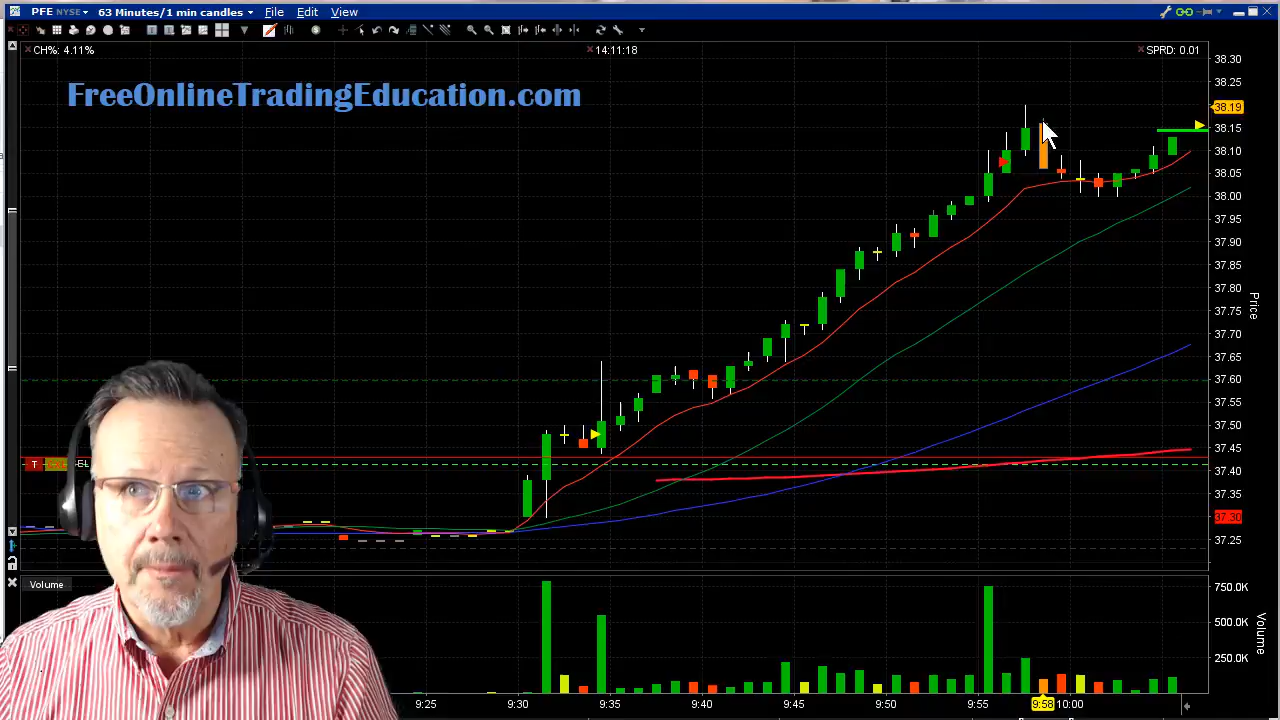 PFE NYSE 63 Minutes/1 min candles File Edit View
CH%: 4.11%
14:11:18
SPRD: 0.01
FreeOnlineTradingEducation.com
38.30
38.25
38.19
38.15
38.10
38.05
38.00
37.95
37.90
37.85
37.80
37.75
37.70
37.65
37.60
37.55
37.50
37.45
37.40
37.35
37.30
37.25
Price
T
EL
Volume
750.0K
500.0K
250.0K
Volume
9:25
9:30
9:35
9:40
9:45
9:50
9:55
9:58
10:00